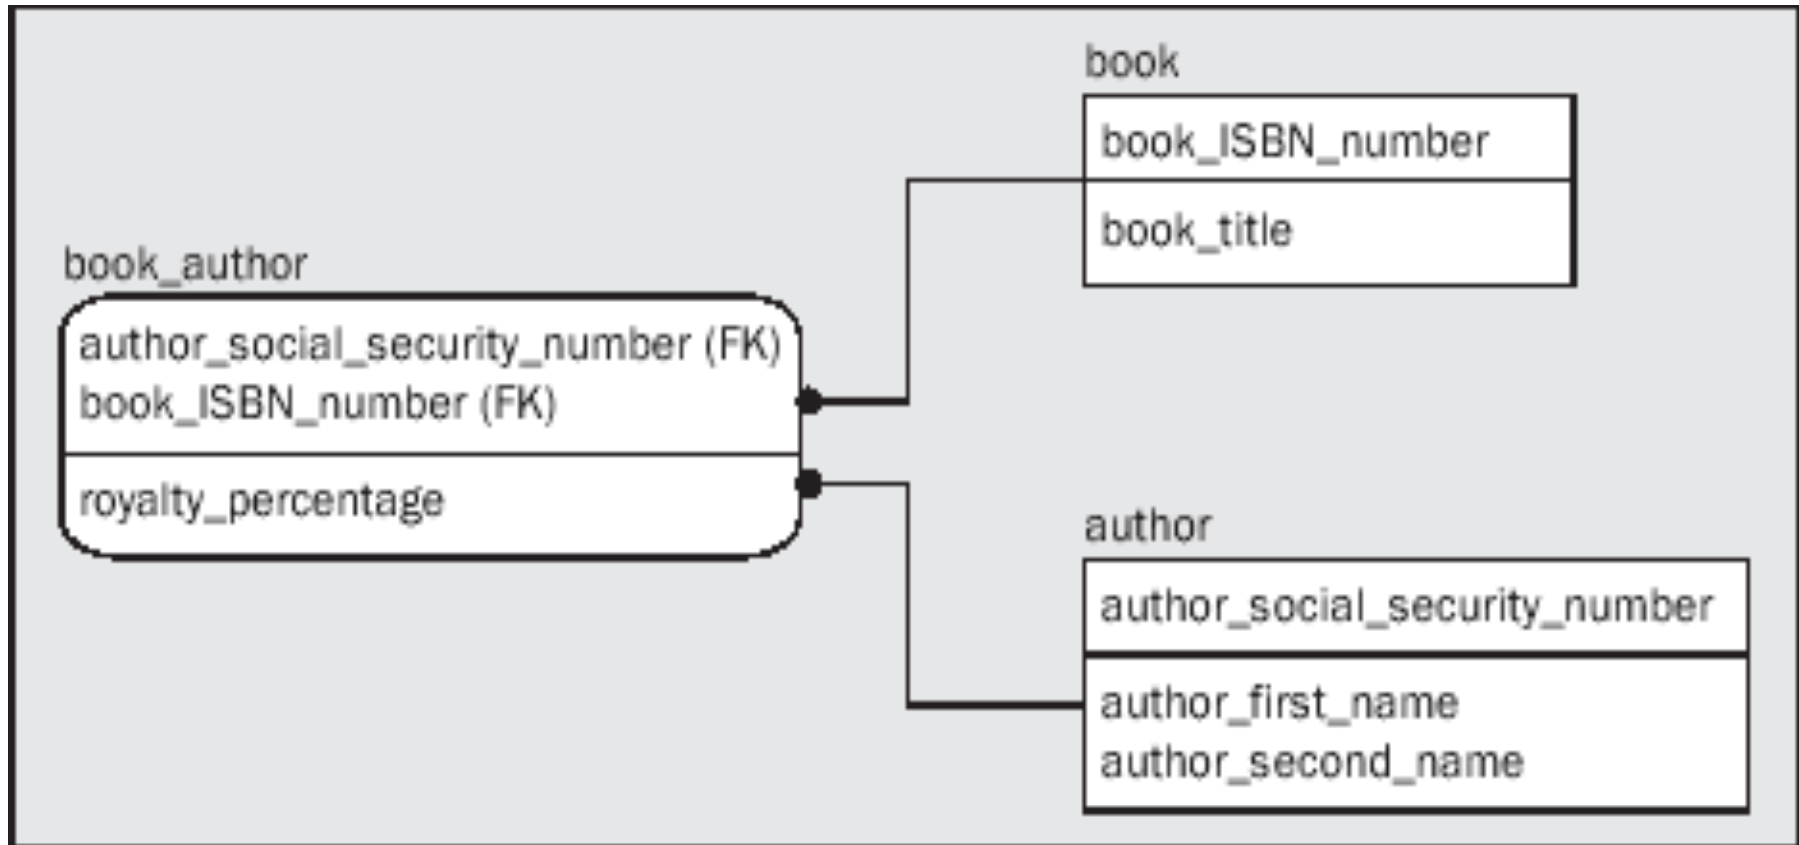 book
book_ISBN_number
book_title
book_author
author_social_security_number (FK)
book_ISBN_number (FK)
royalty_percentage
author
author_social_security_number
author_first_name
author_second_name